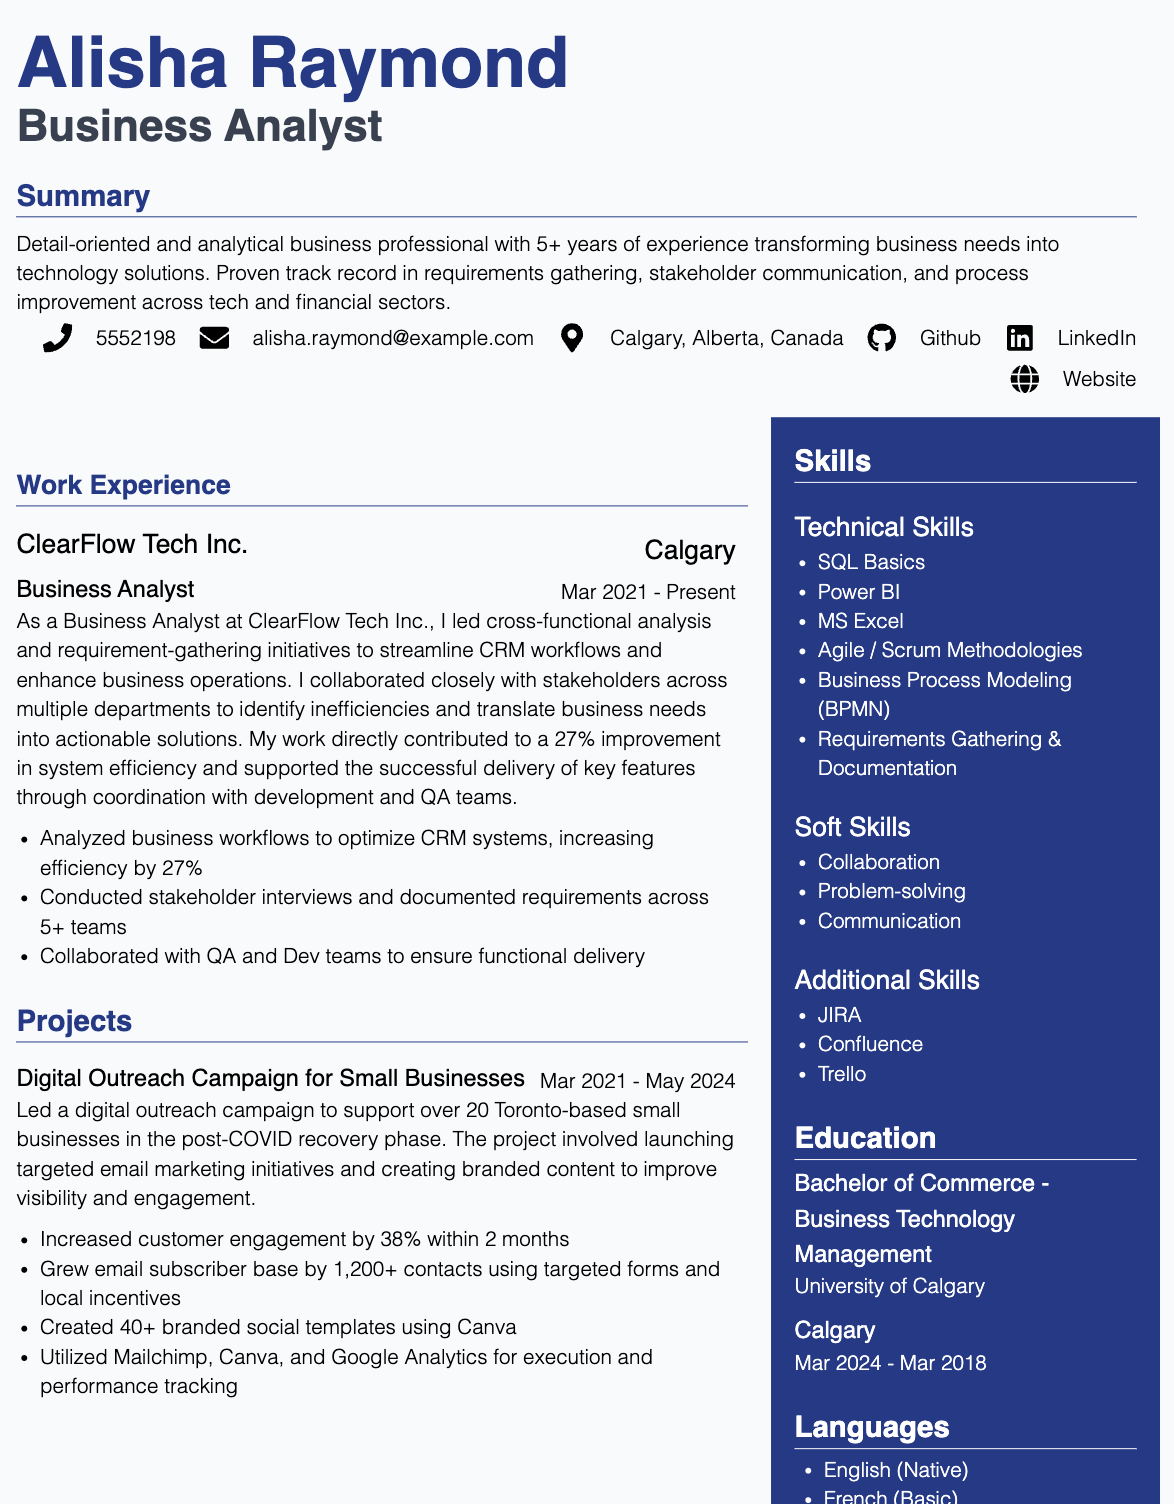 Alisha Raymond
Business Analyst
Summary
Detail-oriented and analytical business professional with 5+ years of experience transforming business needs into
technology solutions. Proven track record in requirements gathering, stakeholder communication, and process
improvement across tech and financial sectors.
5552198 alisha.raymond@example.com Calgary, Alberta, Canada Github LinkedIn
Website
Work Experience
ClearFlow Tech Inc. Calgary
Business Analyst Mar 2021 - Present
As a Business Analyst at ClearFlow Tech Inc., I led cross-functional analysis
and requirement-gathering initiatives to streamline CRM workflows and
enhance business operations. I collaborated closely with stakeholders across
multiple departments to identify inefficiencies and translate business needs
into actionable solutions. My work directly contributed to a 27% improvement
in system efficiency and supported the successful delivery of key features
through coordination with development and QA teams.
• Analyzed business workflows to optimize CRM systems, increasing
efficiency by 27%
• Conducted stakeholder interviews and documented requirements across
5+ teams
• Collaborated with QA and Dev teams to ensure functional delivery
Projects
Digital Outreach Campaign for Small Businesses Mar 2021 - May 2024
Led a digital outreach campaign to support over 20 Toronto-based small
businesses in the post-COVID recovery phase. The project involved launching
targeted email marketing initiatives and creating branded content to improve
visibility and engagement.
• Increased customer engagement by 38% within 2 months
• Grew email subscriber base by 1,200+ contacts using targeted forms and
local incentives
• Created 40+ branded social templates using Canva
• Utilized Mailchimp, Canva, and Google Analytics for execution and
performance tracking
Skills
Technical Skills
• SQL Basics
• Power BI
• MS Excel
• Agile / Scrum Methodologies
• Business Process Modeling
(BPMN)
• Requirements Gathering &
Documentation
Soft Skills
• Collaboration
• Problem-solving
• Communication
Additional Skills
• JIRA
• Confluence
• Trello
Education
Bachelor of Commerce -
Business Technology
Management
University of Calgary
Calgary
Mar 2024 - Mar 2018
Languages
• English (Native)
• French (Basic)